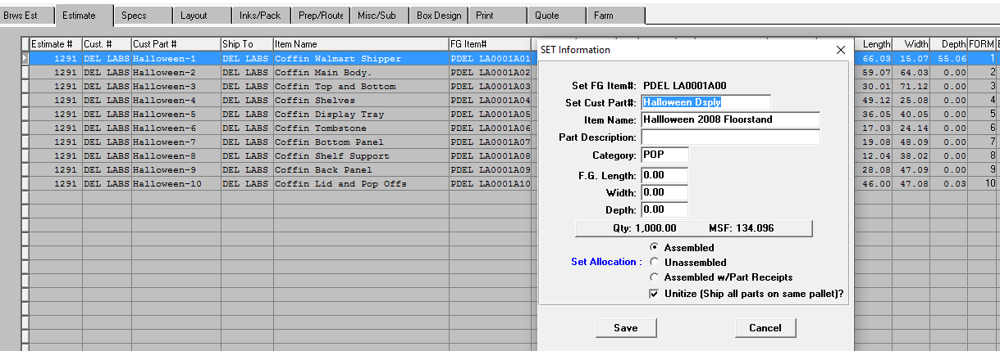 Brws Est Estimate Specs Layout Inks/Pack Prep/Route Misc/Sub Box Design Print Quote Farm
Estimate # Cust. # Cust Part # Ship To Item Name FG Item# Length Width Depth FORM
1291 DEL LABS Halloween-1 DEL LABS Coffin Walmart Shipper PDEL LA0001A01 66.03 15.07 55.06 1
1291 DEL LABS Halloween-2 DEL LABS Coffin Main Body. PDEL LA0001A02 59.07 64.03 0.00 2
1291 DEL LABS Halloween-3 DEL LABS Coffin Top and Bottom PDEL LA0001A03 30.01 71.12 0.00 3
1291 DEL LABS Halloween-4 DEL LABS Coffin Shelves PDEL LA0001A04 49.12 25.08 0.00 4
1291 DEL LABS Halloween-5 DEL LABS Coffin Display Tray PDEL LA0001A05 36.05 40.05 0.00 5
1291 DEL LABS Halloween-6 DEL LABS Coffin Tombstone PDEL LA0001A06 17.03 24.14 0.00 6
1291 DEL LABS Halloween-7 DEL LABS Coffin Bottom Panel PDEL LA0001A07 19.08 48.09 0.00 7
1291 DEL LABS Halloween-8 DEL LABS Coffin Shelf Support PDEL LA0001A08 12.04 38.02 0.00 8
1291 DEL LABS Halloween-9 DEL LABS Coffin Back Panel PDEL LA0001A09 28.08 47.09 0.00 9
1291 DEL LABS Halloween-10 DEL LABS Coffin Lid and Pop Offs PDEL LA0001A10 46.00 47.08 0.03 10
SET Information
Set FG Item#: PDEL LA0001A00
Set Cust Part#: Halloween Dsply
Item Name: Hallloween 2008 Floorstand
Part Description:
Category: POP
F.G. Length: 0.00
Width: 0.00
Depth: 0.00
Qty: 1,000.00 MSF: 134.096
Assembled
Set Allocation : Unassembled
Assembled w/Part Receipts
Unitize (Ship all parts on same pallet)?
Save Cancel